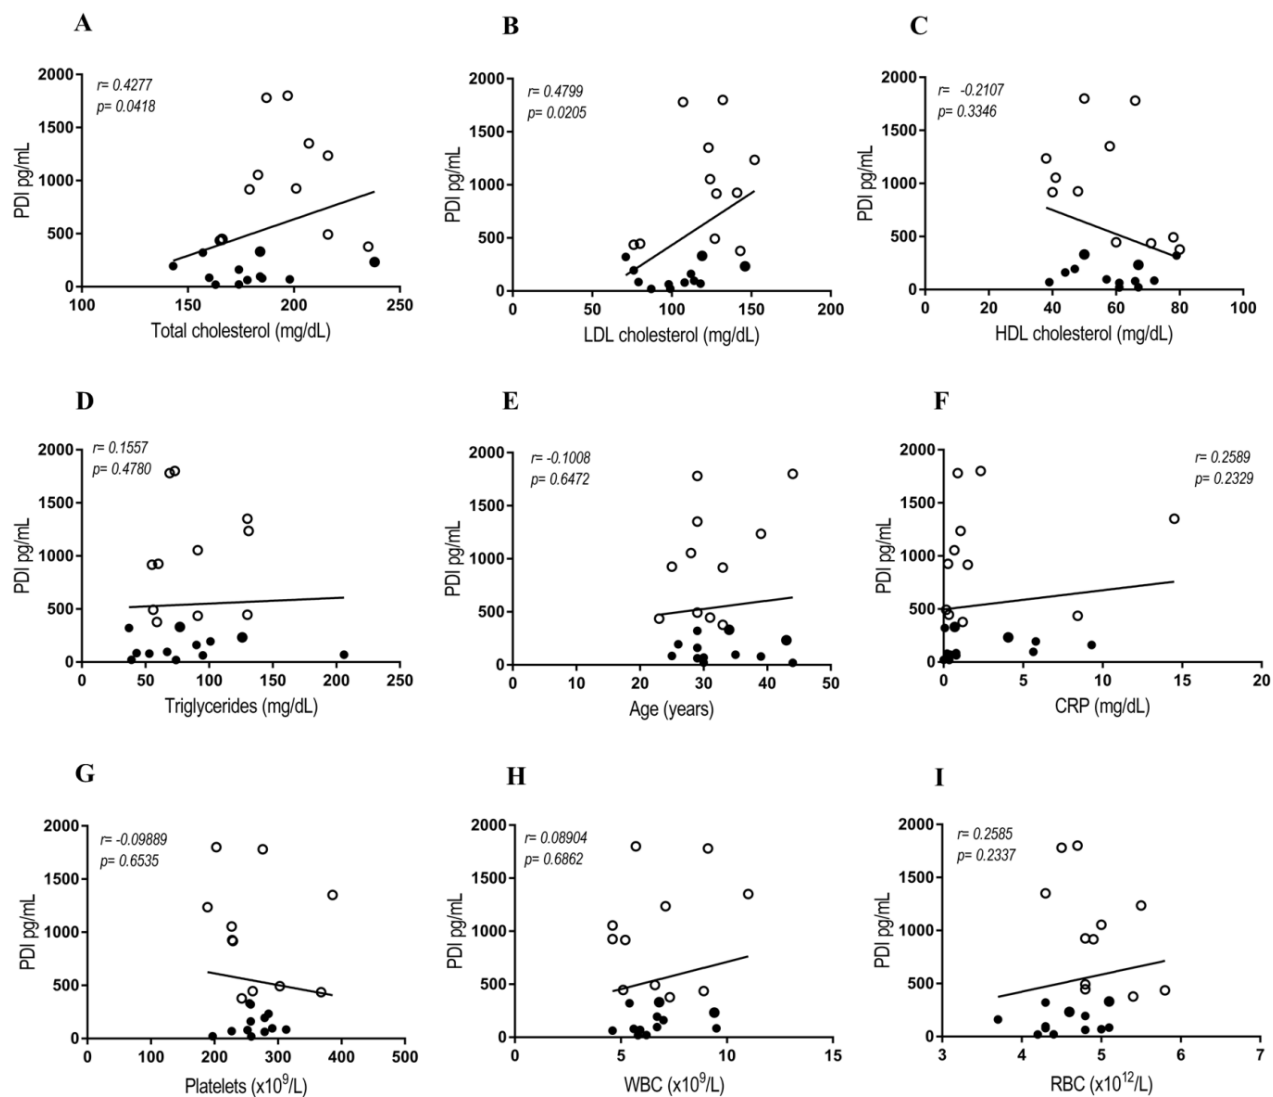 A
r= 0.4277
p= 0.0418
PDI pg/mL
2000
1500
1000
500
0
100
150
200
250
Total cholesterol (mg/dL)
B
r= 0.4799
p= 0.0205
PDI pg/mL
2000
1500
1000
500
0
0
50
100
150
200
LDL cholesterol (mg/dL)
C
r= -0.2107
p= 0.3346
PDI pg/mL
2000
1500
1000
500
0
0
20
40
60
80
100
HDL cholesterol (mg/dL)
D
r= 0.1557
p= 0.4780
PDI pg/mL
2000
1500
1000
500
0
0
50
100
150
200
250
Triglycerides (mg/dL)
E
r= -0.1008
p= 0.6472
PDI pg/mL
2000
1500
1000
500
0
0
10
20
30
40
50
Age (years)
F
r= 0.2589
p= 0.2329
PDI pg/mL
2000
1500
1000
500
0
0
5
10
15
20
CRP (mg/dL)
G
r= -0.09889
p= 0.6535
PDI pg/mL
2000
1500
1000
500
0
0
100
200
300
400
500
Platelets (x10⁹/L)
H
r= 0.08904
p= 0.6862
PDI pg/mL
2000
1500
1000
500
0
0
5
10
15
WBC (x10⁹/L)
I
r= 0.2585
p= 0.2337
PDI pg/mL
2000
1500
1000
500
0
3
4
5
6
7
RBC (x10¹²/L)